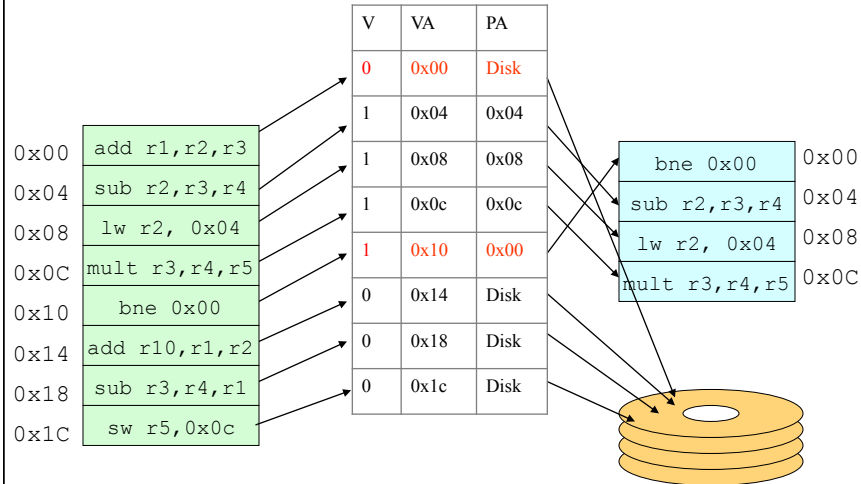 V VA PA
0 0x00 Disk
1 0x04 0x04
1 0x08 0x08
1 0x0c 0x0c
1 0x10 0x00
0 0x14 Disk
0 0x18 Disk
0 0x1c Disk
0x00 add r1,r2,r3
0x04 sub r2,r3,r4
0x08 lw r2, 0x04
0x0C mult r3,r4,r5
0x10 bne 0x00
0x14 add r10,r1,r2
0x18 sub r3,r4,r1
0x1C sw r5,0x0c
bne 0x00 0x00
sub r2,r3,r4 0x04
lw r2, 0x04 0x08
mult r3,r4,r5 0x0C